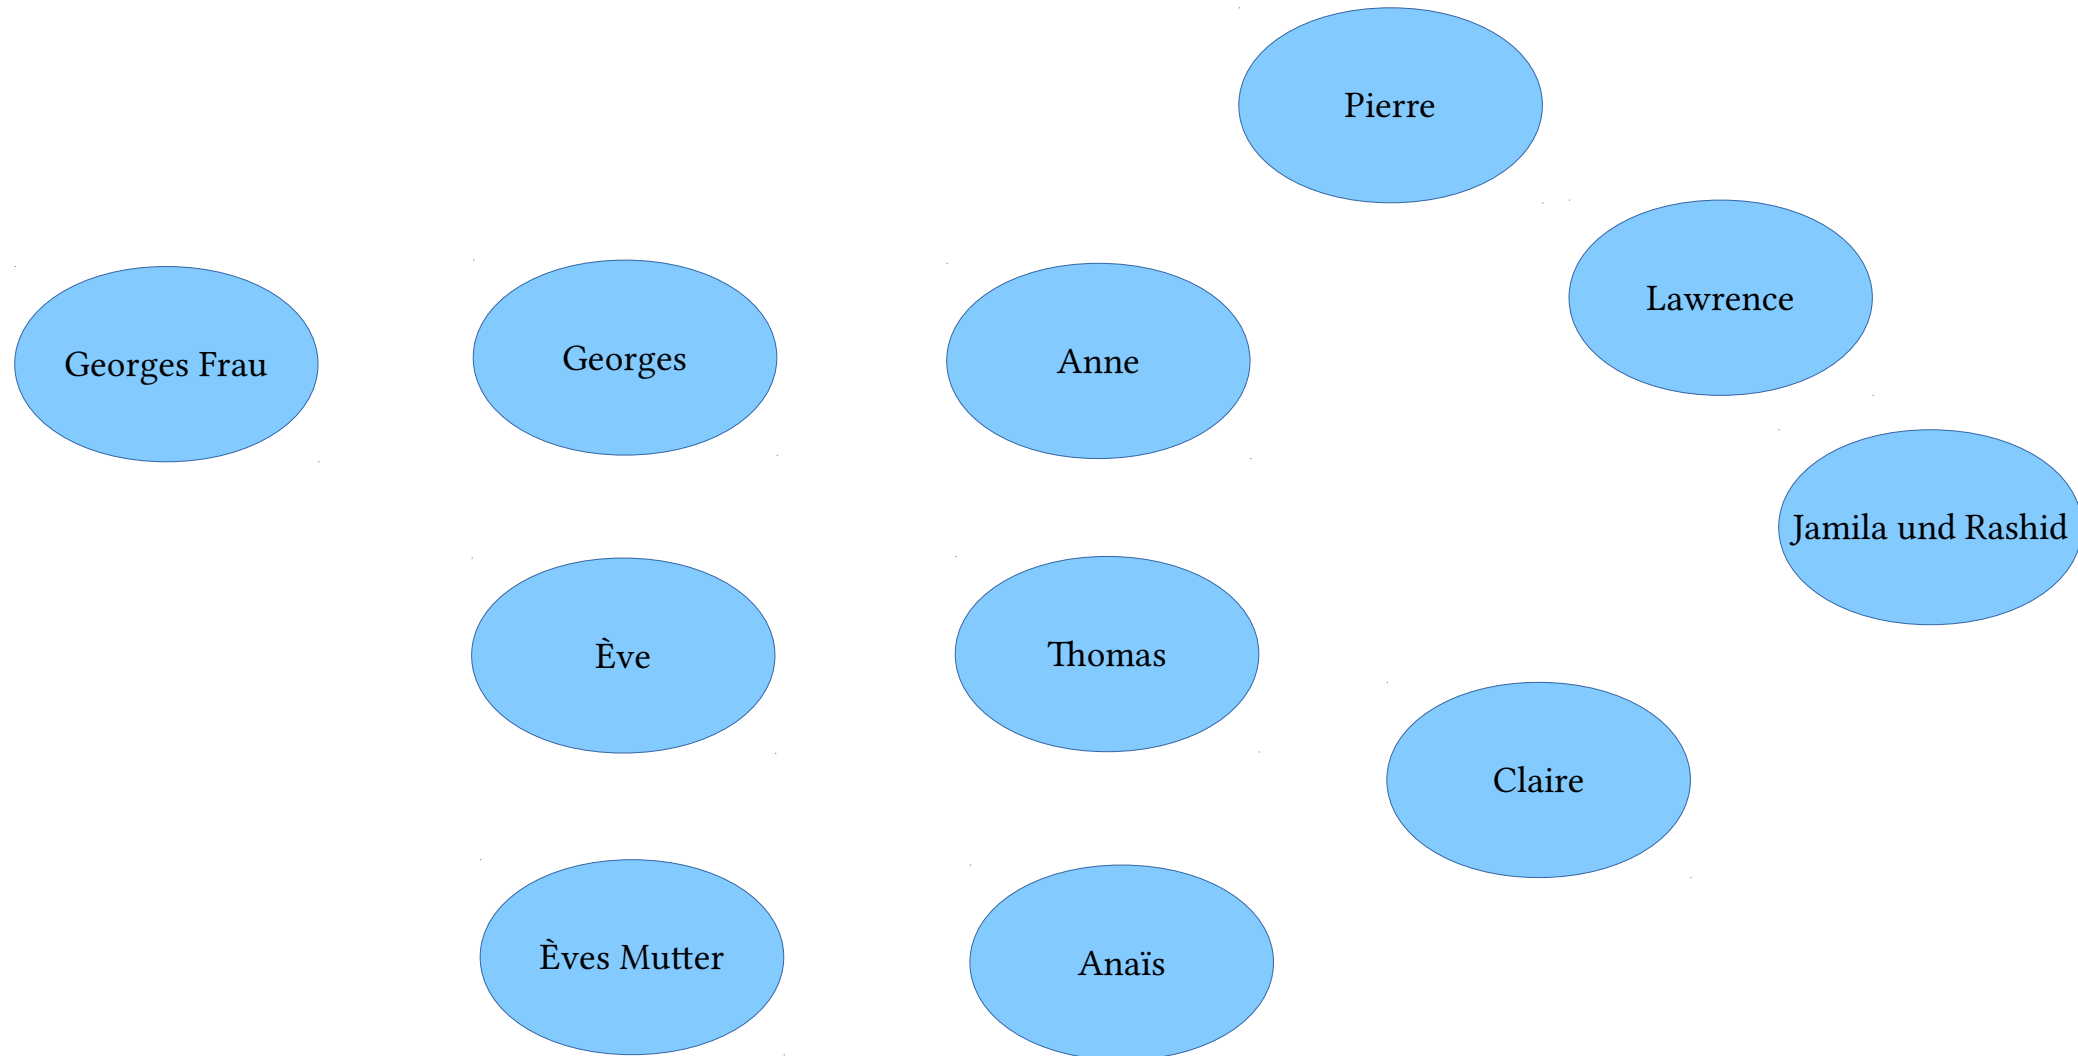 Pierre
Lawrence
Georges Frau
Georges
Anne
Jamila und Rashid
Ève
Thomas
Claire
Èves Mutter
Anaïs